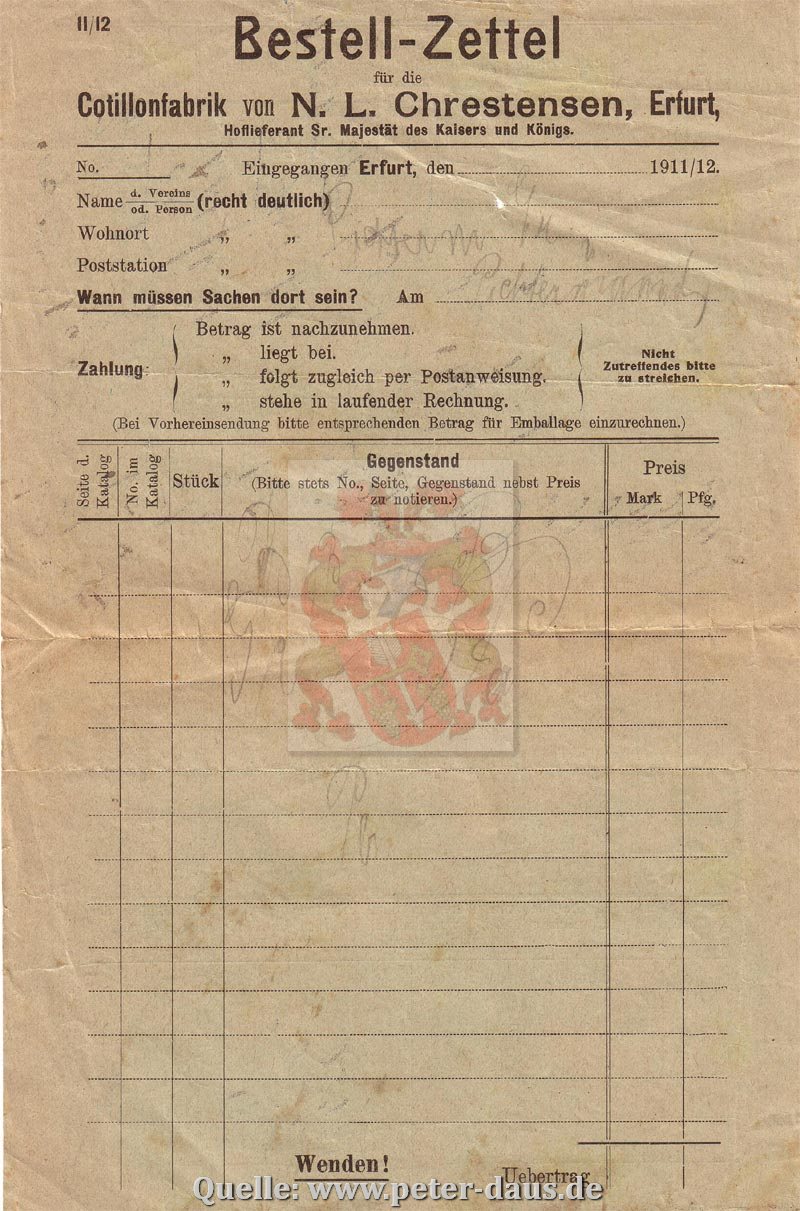 11/12
Bestell-Zettel
für die
Cotillonfabrik von N. L. Chrestensen, Erfurt,
Hoflieferant Sr. Majestät des Kaisers und Königs.
No. Eingegangen Erfurt, den 1911/12.
Name d. Vereins od. Person (recht deutlich)
Wohnort „ „
Poststation „ „
Wann müssen Sachen dort sein? Am
Zahlung:
Betrag ist nachzunehmen.
„ liegt bei.
„ folgt zugleich per Postanweisung.
„ stehe in laufender Rechnung.
Nicht
Zutreffendes bitte
zu streichen.
(Bei Vorhereinsendung bitte entsprechenden Betrag für Emballage einzurechnen.)
Seite d. Katalog
No. im Katalog
Stück
Gegenstand
(Bitte stets No., Seite, Gegenstand nebst Preis
zu notieren.)
Preis
Mark Pfg.
Wenden!
Uebertrag
Quelle: www.peter-daus.de